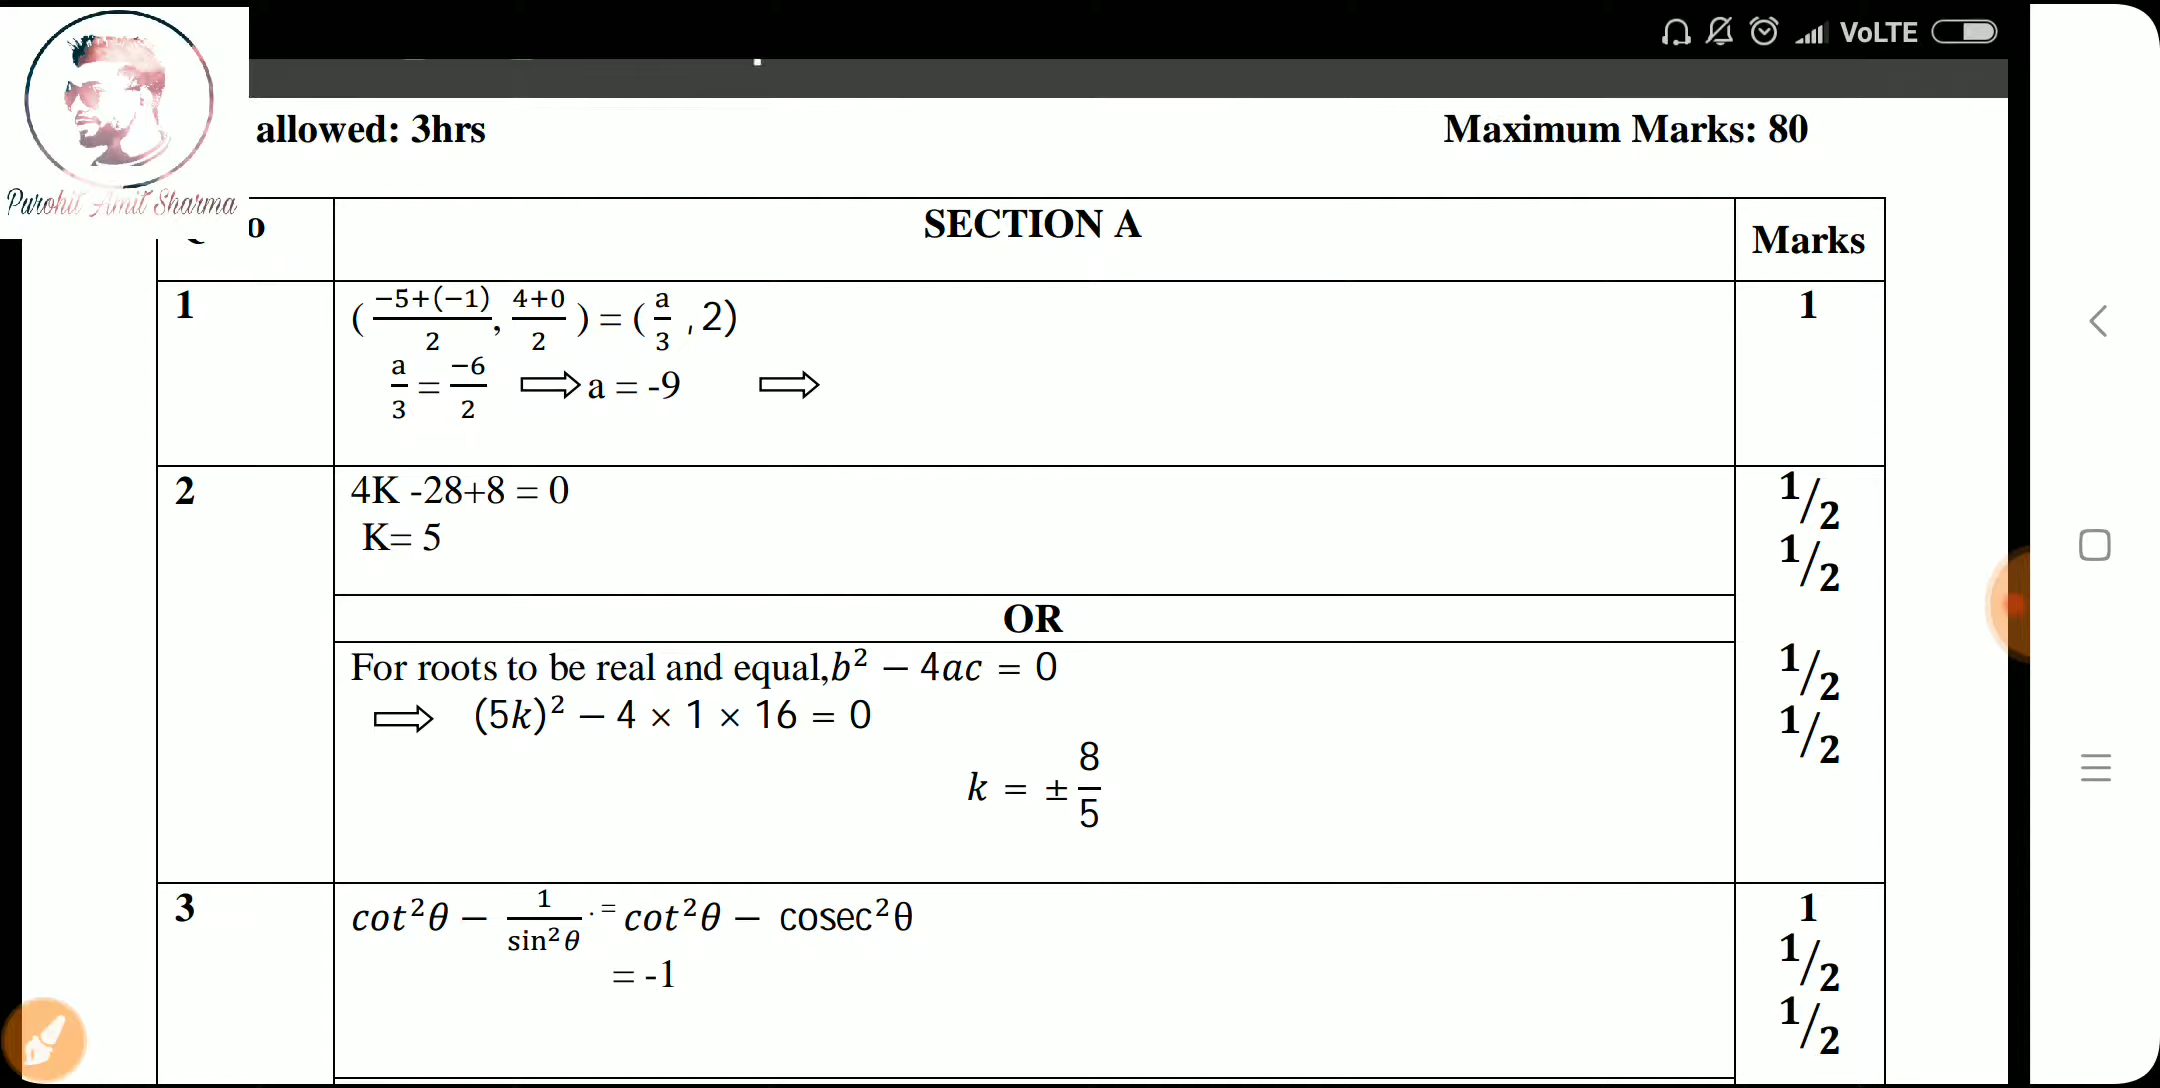 VoLTE
allowed: 3hrs
Maximum Marks: 80
Purohit Amit Sharma
o
SECTION A
Marks
1
( −5+(−1)/2, 4+0/2 ) = ( a/3 , 2)
1
a/3 = −6/2 ⇒ a = -9 ⇒
2
4K -28+8 = 0
1/2
K= 5
1/2
OR
For roots to be real and equal,b² − 4ac = 0
1/2
⇒ (5k)² − 4 × 1 × 16 = 0
1/2
k = ± 8/5
3
cot²θ − 1/sin²θ . = cot²θ − cosec²θ
1
= -1
1/2
1/2